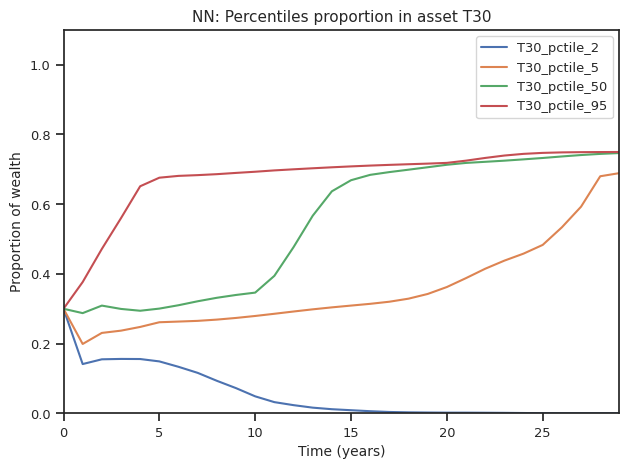 NN: Percentiles proportion in asset T30
T30_pctile_2
T30_pctile_5
T30_pctile_50
T30_pctile_95
Proportion of wealth
1.0
0.8
0.6
0.4
0.2
0.0
0 5 10 15 20 25
Time (years)